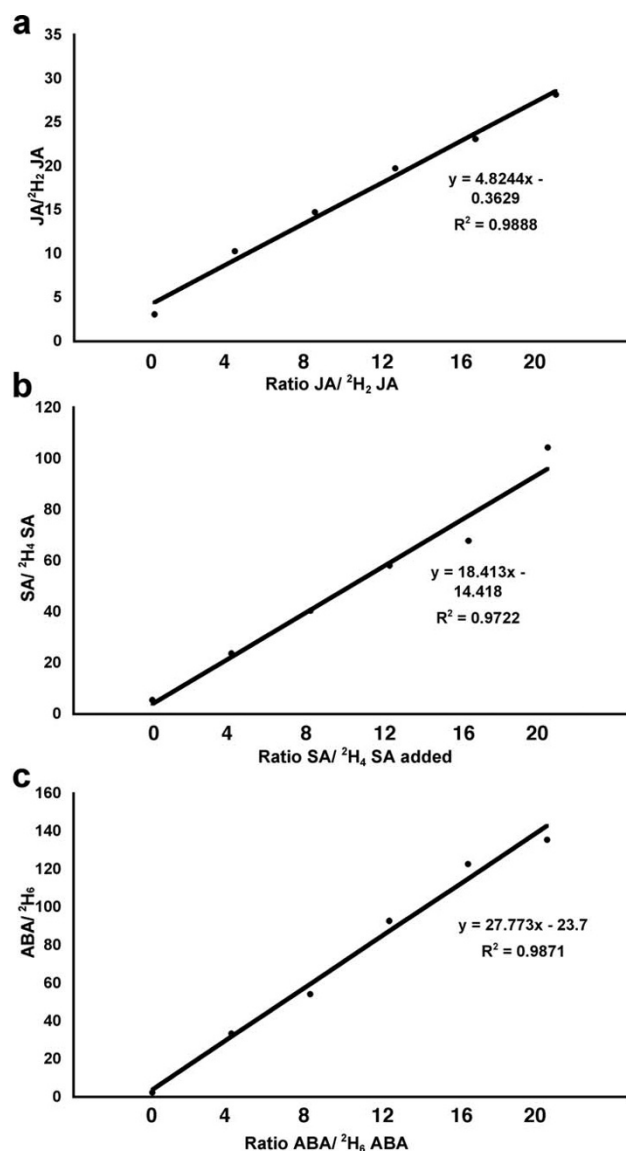 a
35
30
25
20
15
10
5
0
JA/²H₂ JA
y = 4.8244x -
0.3629
R² = 0.9888
0 4 8 12 16 20
Ratio JA/ ²H₂ JA
b
120
100
80
60
40
20
0
SA/ ²H₄ SA
y = 18.413x -
14.418
R² = 0.9722
0 4 8 12 16 20
Ratio SA/ ²H₄ SA added
c
160
140
120
100
80
60
40
20
0
ABA/ ²H₆
y = 27.773x - 23.7
R² = 0.9871
0 4 8 12 16 20
Ratio ABA/ ²H₆ ABA